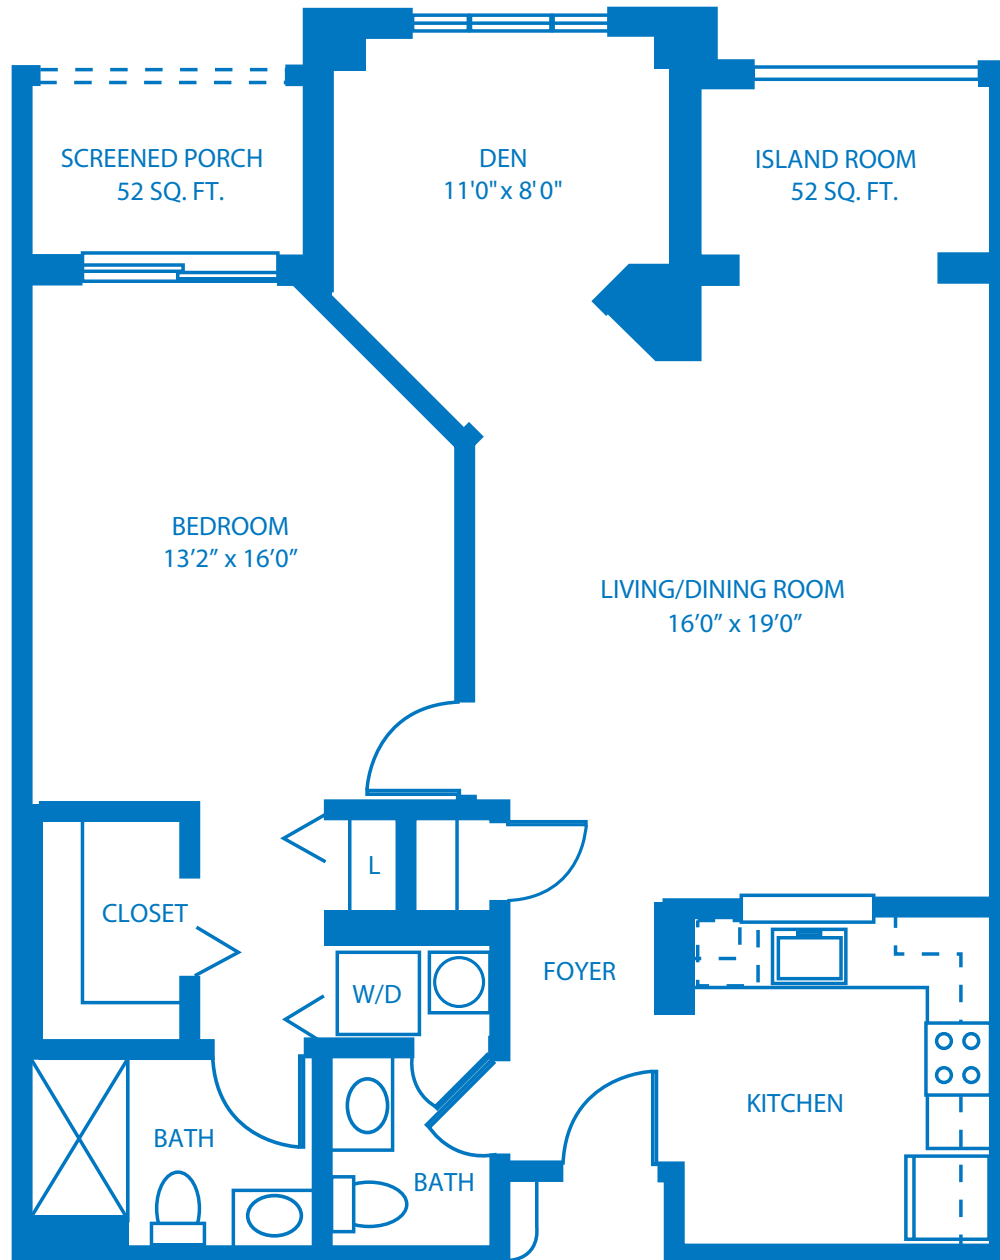 SCREENED PORCH
52 SQ. FT.
DEN
11'0" x 8'0"
ISLAND ROOM
52 SQ. FT.
BEDROOM
13’2” x 16’0”
LIVING/DINING ROOM
16’0” x 19’0”
L
CLOSET
FOYER
W/D
KITCHEN
BATH
BATH